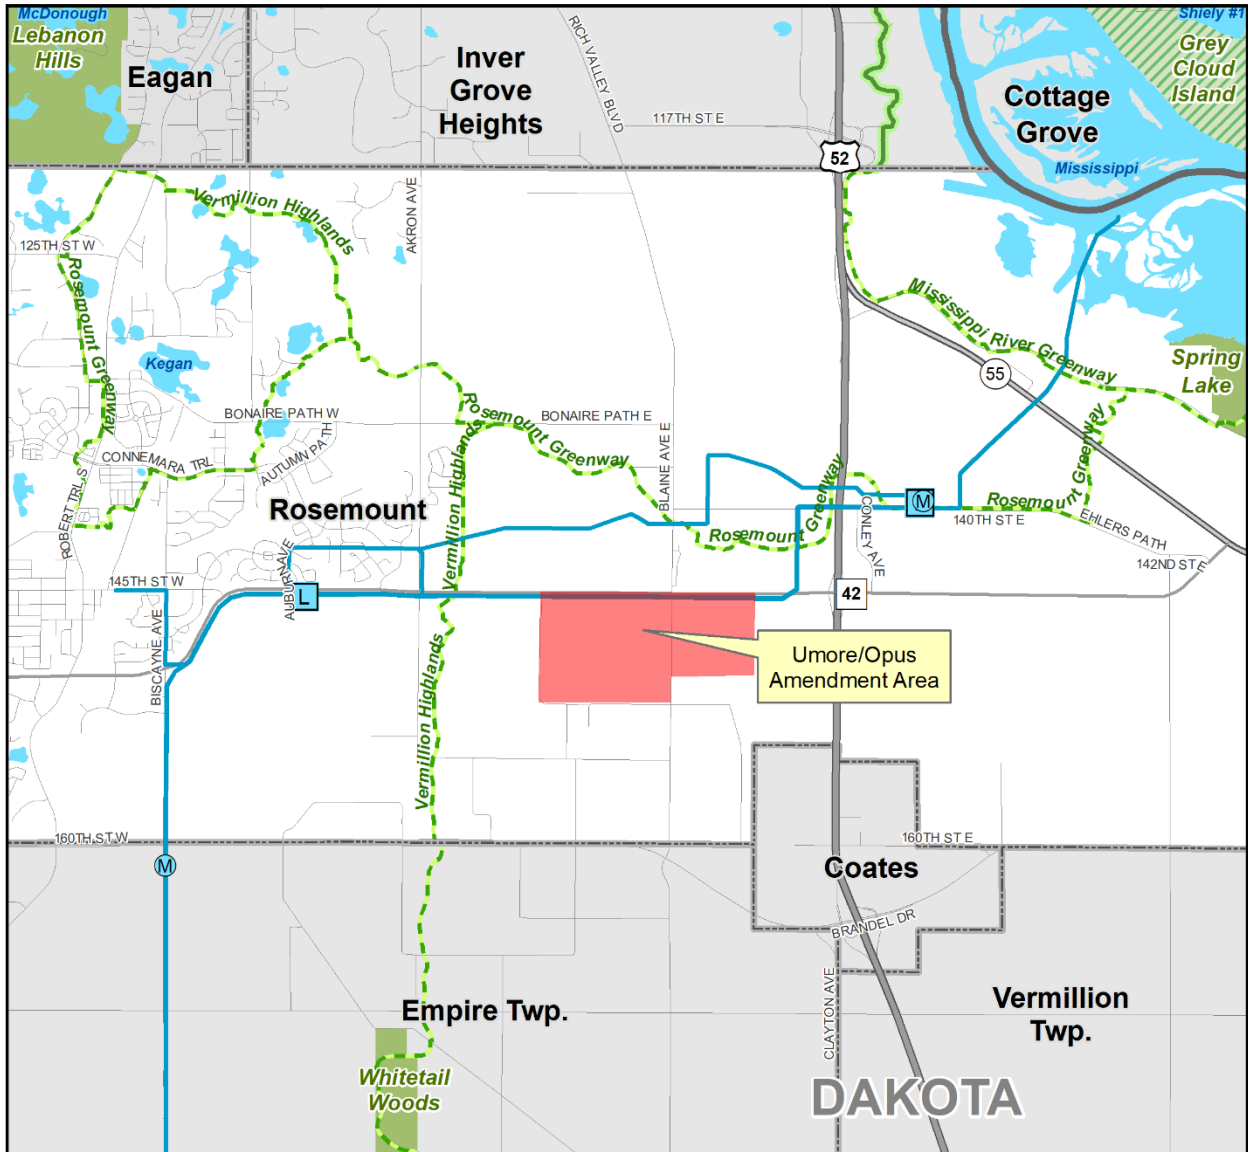 McDonough
Lebanon
Hills
Eagan
Inver
Grove
Heights
RICH VALLEY BLVD
117TH ST E
52
Cottage
Grove
Mississippi
Shiely #1
Grey
Cloud
Island
Vermillion Highlands
AKRON AVE
125TH ST W
Rosemount Greenway
Kegan
Mississippi River Greenway
55
Spring
Lake
BONAIRE PATH W
BONAIRE PATH E
Rosemount Greenway
CONNEMARA TRL
AUTUMN PATH
ROBERT TRL S
Rosemount
Vermillion Highlands
BLAINE AVE E
Rosemount Greenway
M
CONLEY AVE
Rosemount Greenway
140TH ST E
EHLERS PATH
142ND ST E
145TH ST W
AUBURN AVE
L
42
BISCAYNE AVE
Vermillion Highlands
Umore/Opus
Amendment Area
160TH ST W
160TH ST E
M
Coates
BRANDEL DR
CLAYTON AVE
Empire Twp.
Vermillion
Twp.
Whitetail
Woods
DAKOTA